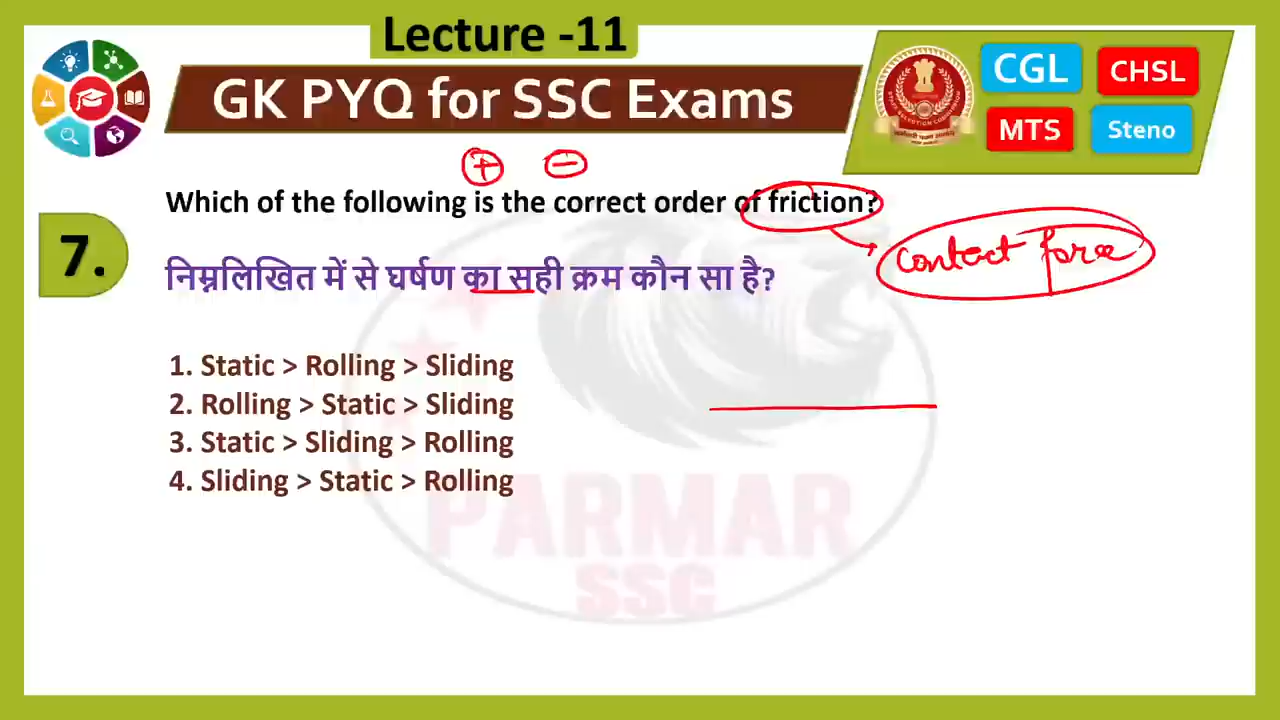 Lecture -11
GK PYQ for SSC Exams
CGL
CHSL
MTS
Steno
+ −
Which of the following is the correct order of friction?
contact force
7.
निम्नलिखित में से घर्षण का सही क्रम कौन सा है?
1. Static > Rolling > Sliding
2. Rolling > Static > Sliding
3. Static > Sliding > Rolling
4. Sliding > Static > Rolling
PARMAR
SSC